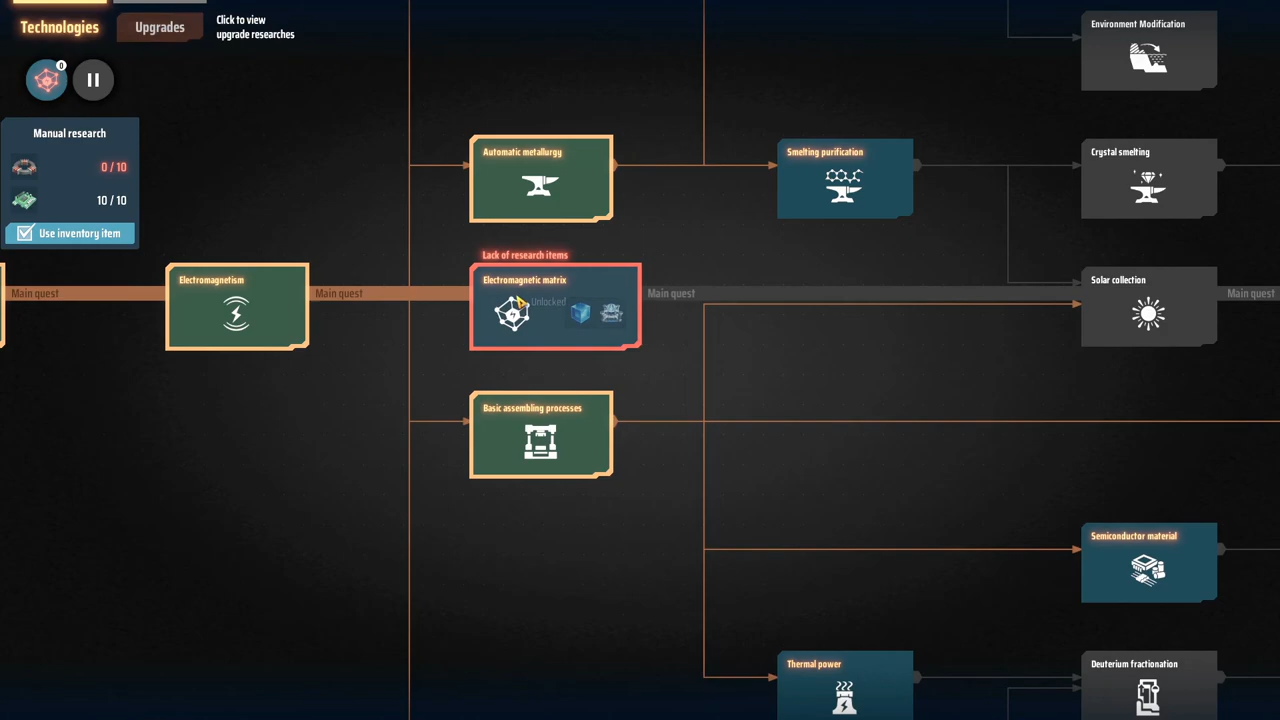 Technologies
Upgrades
Click to view
upgrade researches
0
Manual research
0 / 10
10 / 10
Use inventory item
Environment Modification
Automatic metallurgy
Smelting purification
Crystal smelting
Lack of research items
Main quest
Electromagnetism
Main quest
Electromagnetic matrix
Unlocked
Main quest
Solar collection
Main quest
Basic assembling processes
Semiconductor material
Thermal power
Deuterium fractionation